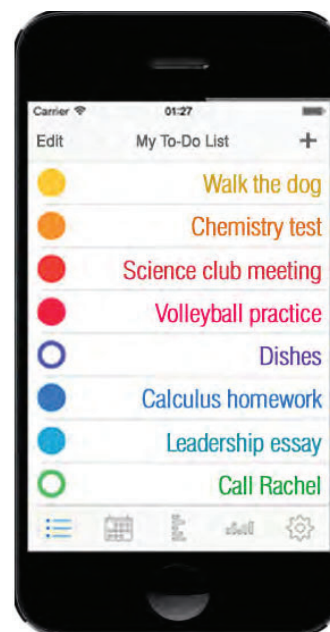 Carrier 01:27
Edit My To-Do List +
Walk the dog
Chemistry test
Science club meeting
Volleyball practice
Dishes
Calculus homework
Leadership essay
Call Rachel